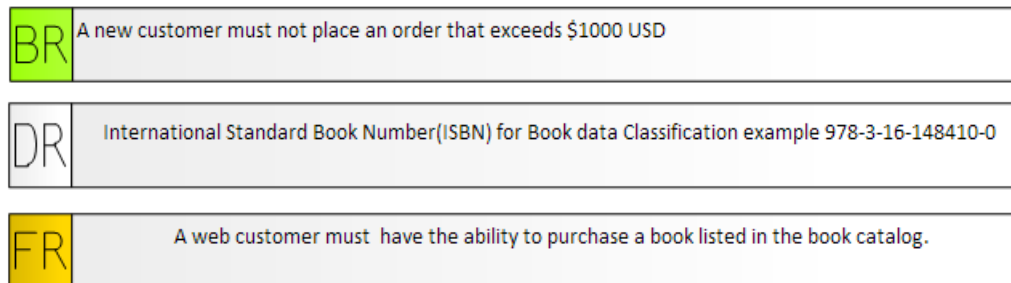 BR
A new customer must not place an order that exceeds $1000 USD
DR
International Standard Book Number(ISBN) for Book data Classification example 978-3-16-148410-0
FR
A web customer must  have the ability to purchase a book listed in the book catalog.